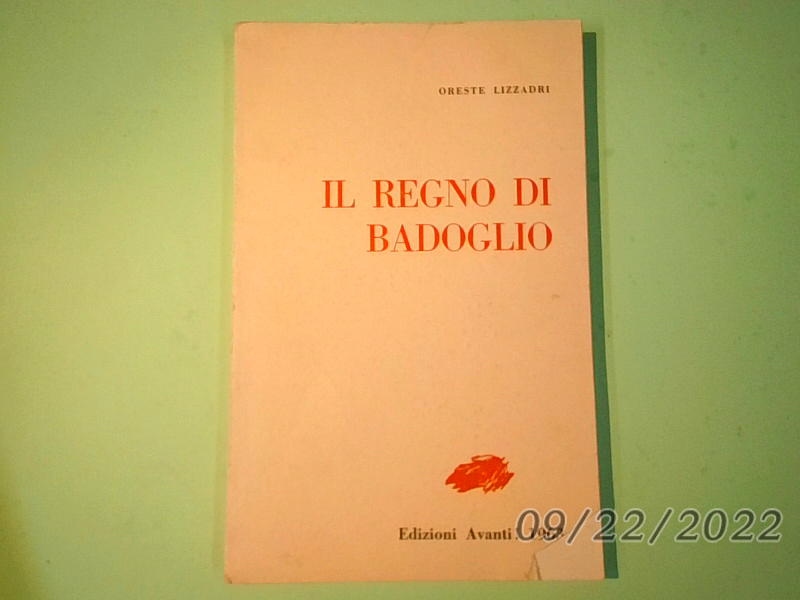 ORESTE LIZZADRI
IL REGNO DI
BADOGLIO
Edizioni Avanti!
09/22/2022